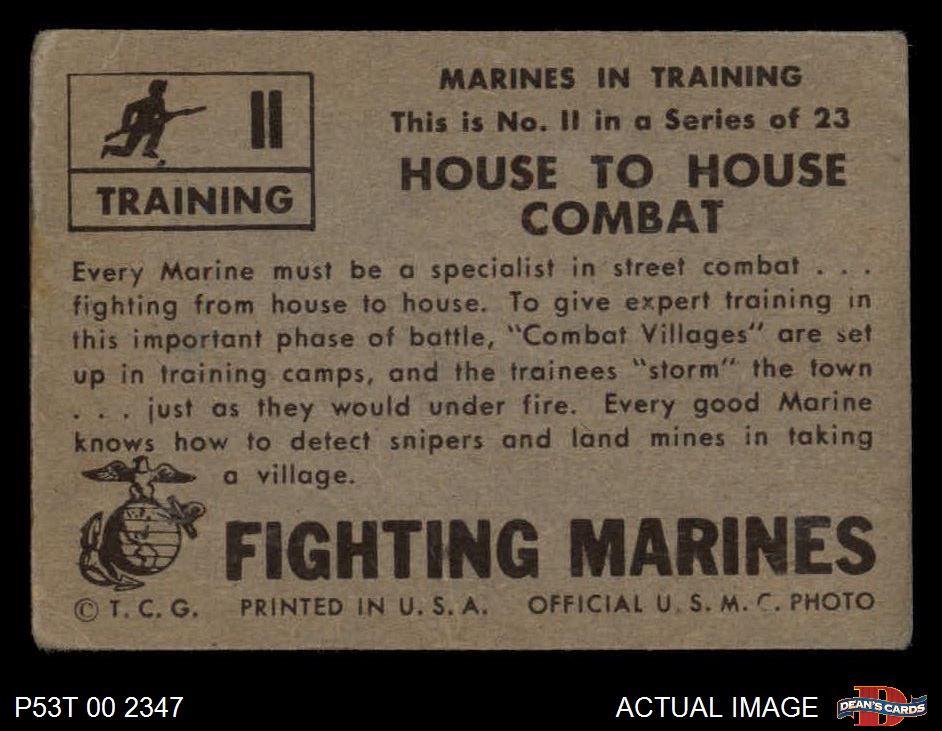 11
TRAINING
MARINES IN TRAINING
This is No. 11 in a Series of 23
HOUSE TO HOUSE
COMBAT
Every Marine must be a specialist in street combat . . .
fighting from house to house. To give expert training in
this important phase of battle, "Combat Villages" are set
up in training camps, and the trainees "storm" the town
. . . just as they would under fire. Every good Marine
knows how to detect snipers and land mines in taking
a village.
FIGHTING MARINES
© T. C. G. PRINTED IN U. S. A. OFFICIAL U. S. M. C. PHOTO
P53T 00 2347
ACTUAL IMAGE
D
DEAN'S CARDS